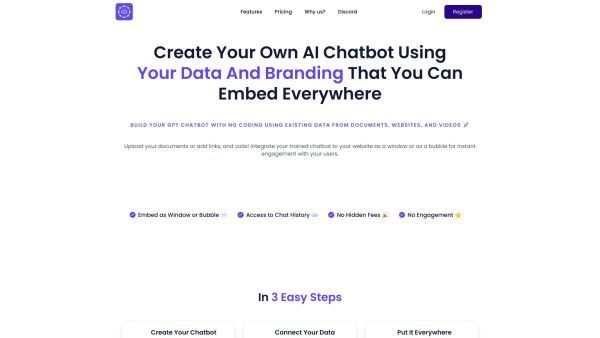 Features Pricing Why us? Discord Login Register
Create Your Own AI Chatbot Using
Your Data And Branding That You Can
Embed Everywhere
BUILD YOUR GPT CHATBOT WITH NO CODING USING EXISTING DATA FROM DOCUMENTS, WEBSITES, AND VIDEOS 🚀
Upload your documents or add links, and voila! Integrate your trained chatbot to your website as a window or as a bubble for instant
engagement with your users.
Embed as Window or Bubble Access to Chat History No Hidden Fees 🎉 No Engagement ⭐
In 3 Easy Steps
Create Your Chatbot Connect Your Data Put It Everywhere